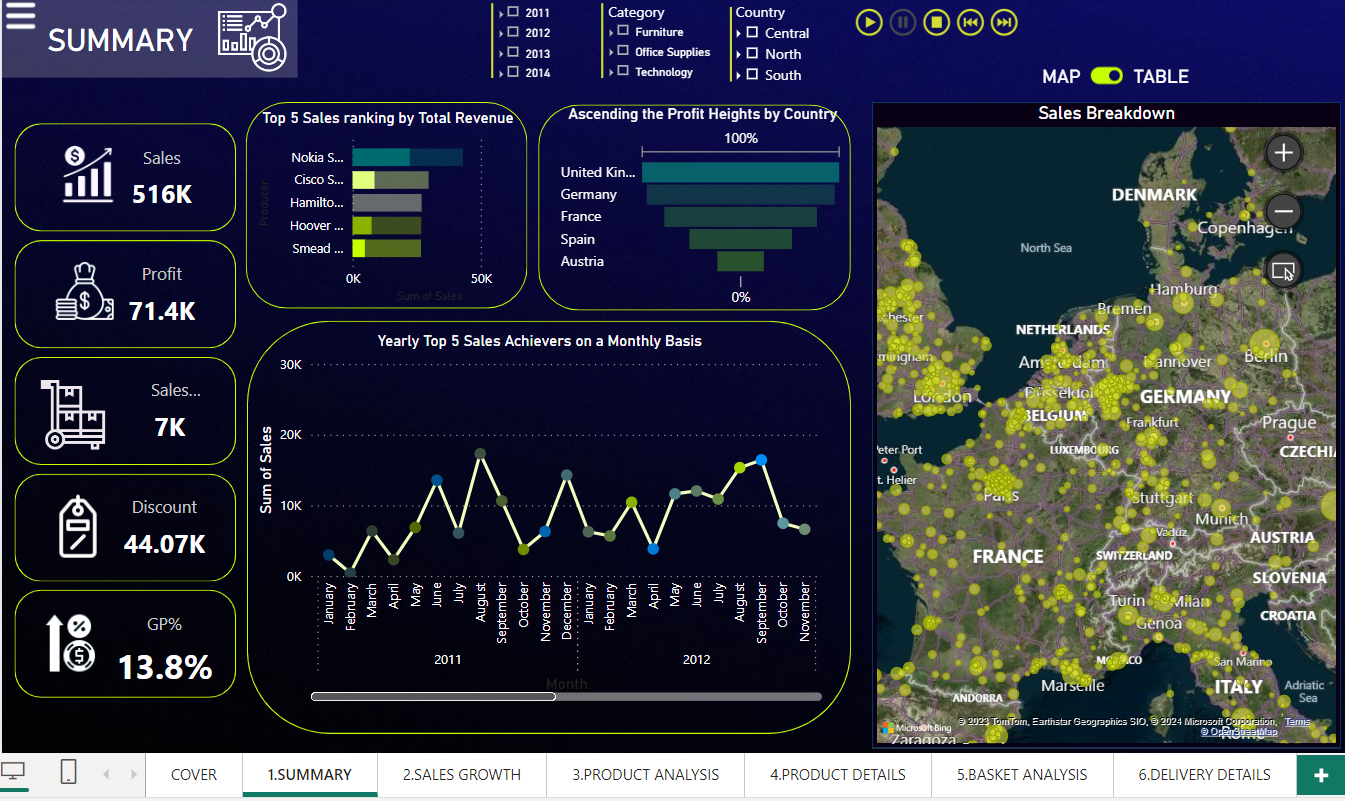 SUMMARY
2011
2012
2013
2014
Category
Furniture
Office Supplies
Technology
Country
Central
North
South
MAP TABLE
Sales
516K
Profit
71.4K
Sales...
7K
Discount
44.07K
GP%
13.8%
Top 5 Sales ranking by Total Revenue
Producer
Nokia S...
Cisco S...
Hamilto...
Hoover ...
Smead ...
0K 50K
Sum of Sales
Ascending the Profit Heights by Country
100%
United Kin...
Germany
France
Spain
Austria
0%
Yearly Top 5 Sales Achievers on a Monthly Basis
Sum of Sales
30K
20K
10K
0K
January February March April May June July August September October November December January February March April May June July August September October November
2011 2012
Month
Sales Breakdown
DENMARK
North Sea
Copenhagen
Hamburg
Bremen
chester
NETHERLANDS
mingham
Amsterdam
Hannover
Berlin
London
Düsseldorf
GERMANY
BELGIUM
Frankfurt
Prague
Peter Port
LUXEMBOURG
CZECHI
t. Helier
Paris
Stuttgart
Munich
Vaduz
AUSTRIA
FRANCE
SWITZERLAND
SLOVENIA
Turin
Milan
CROATIA
Genoa
MONACO
San Marino
Marseille
ITALY
Adriatic
Sea
ANDORRA
Microsoft Bing
© 2023 TomTom, Earthstar Geographics SIO, © 2024 Microsoft Corporation, Terms
© OpenStreetMap
Rome
Zaragoza
COVER
1.SUMMARY
2.SALES GROWTH
3.PRODUCT ANALYSIS
4.PRODUCT DETAILS
5.BASKET ANALYSIS
6.DELIVERY DETAILS